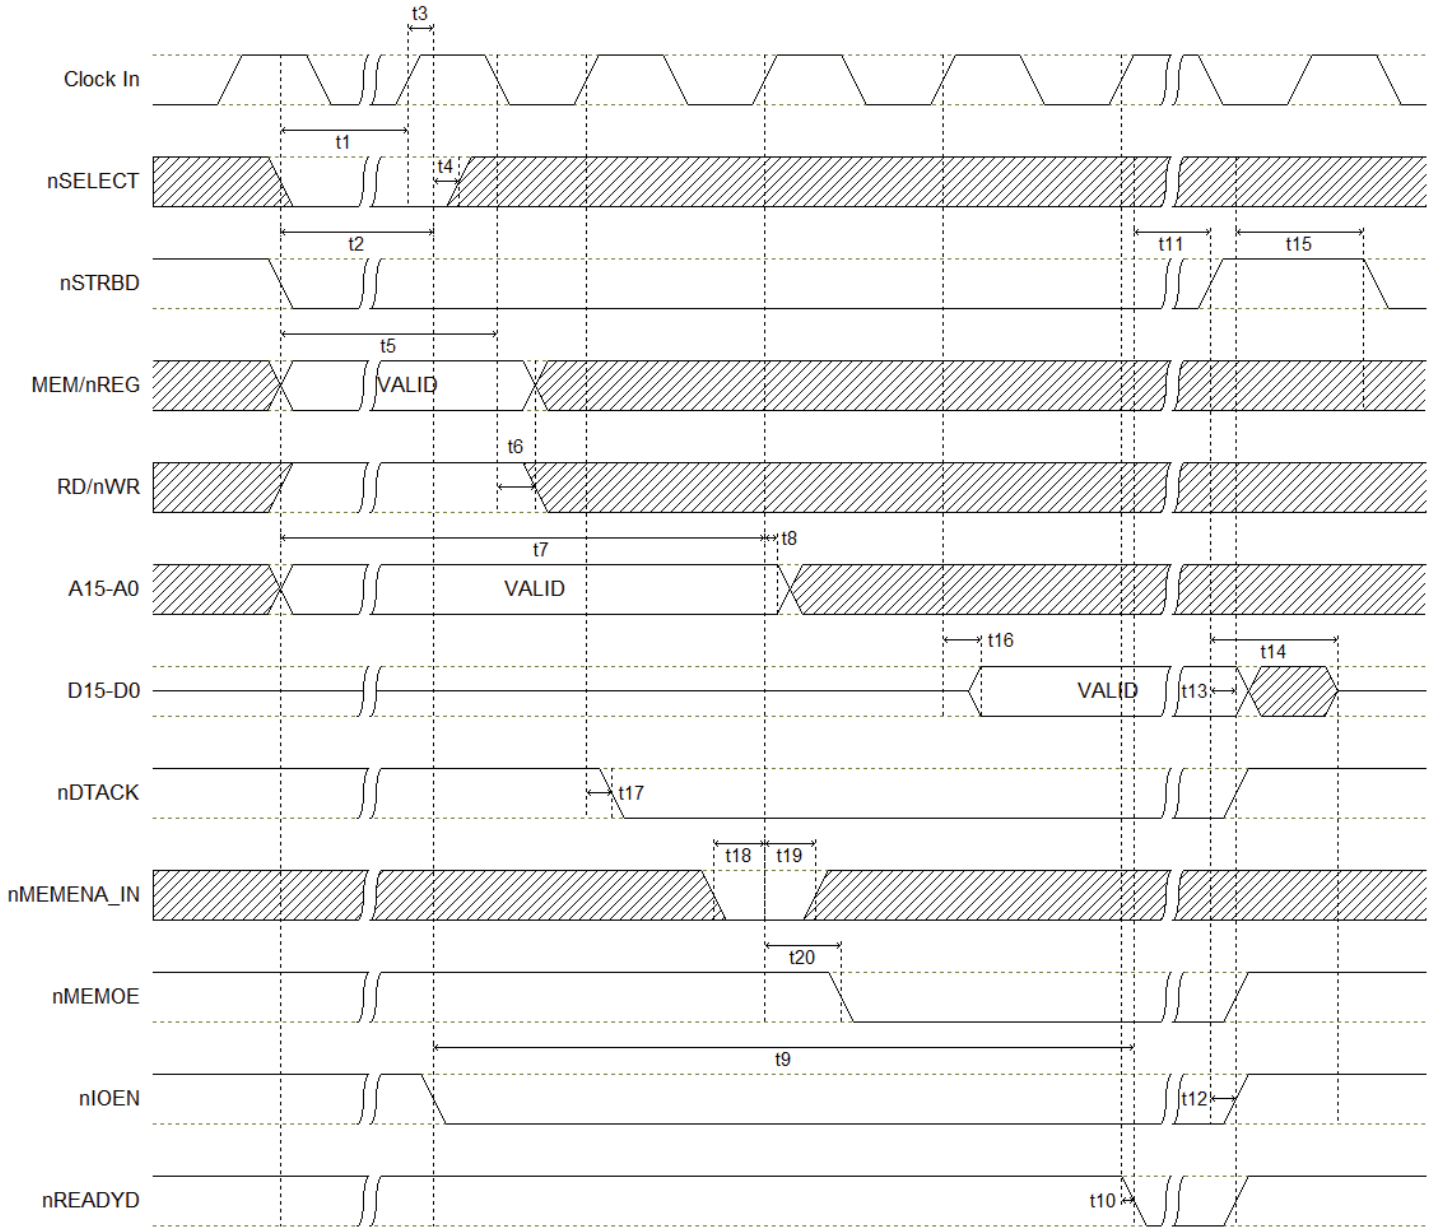 t3
Clock In
t1
nSELECT
t4
t2
t11
t15
nSTRBD
t5
MEM/nREG
VALID
t6
RD/nWR
t7
t8
A15-A0
VALID
t16
t14
D15-D0
VALID
t13
nDTACK
t17
t18
t19
nMEMENA_IN
t20
nMEMOE
t9
nIOEN
t12
nREADYD
t10